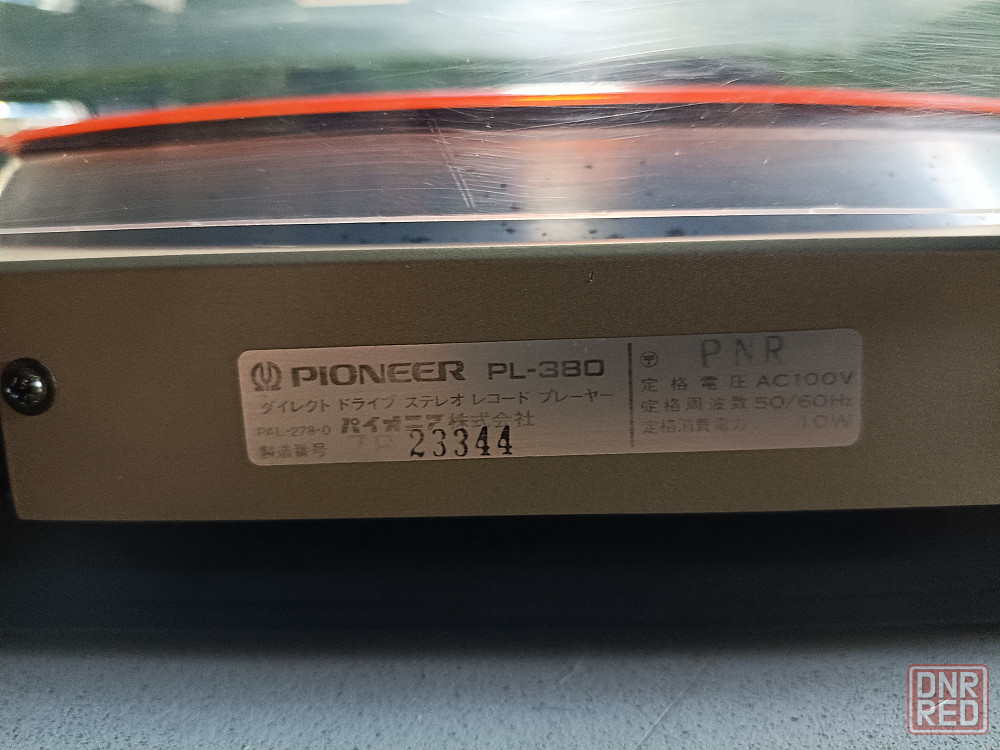 PIONEER PL-380
ダイレクト ドライブ ステレオ レコード プレーヤー
PAL-278-0 パイオニア株式会社
製造番号 23344
〒 PNR
定格電圧 AC100V
定格周波数 50/60Hz
定格消費電力 10W
DNR
RED